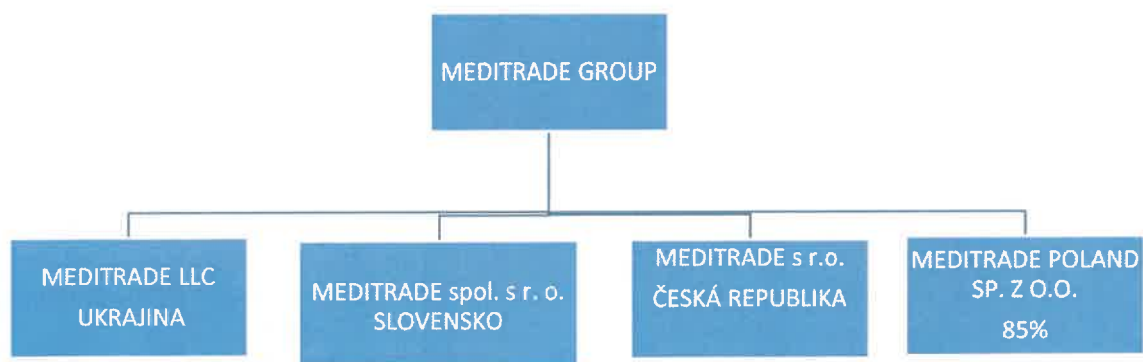 MEDITRADE GROUP
MEDITRADE LLC
UKRAJINA
MEDITRADE spol. s r. o.
SLOVENSKO
MEDITRADE s r.o.
ČESKÁ REPUBLIKA
MEDITRADE POLAND
SP. Z O.O.
85%